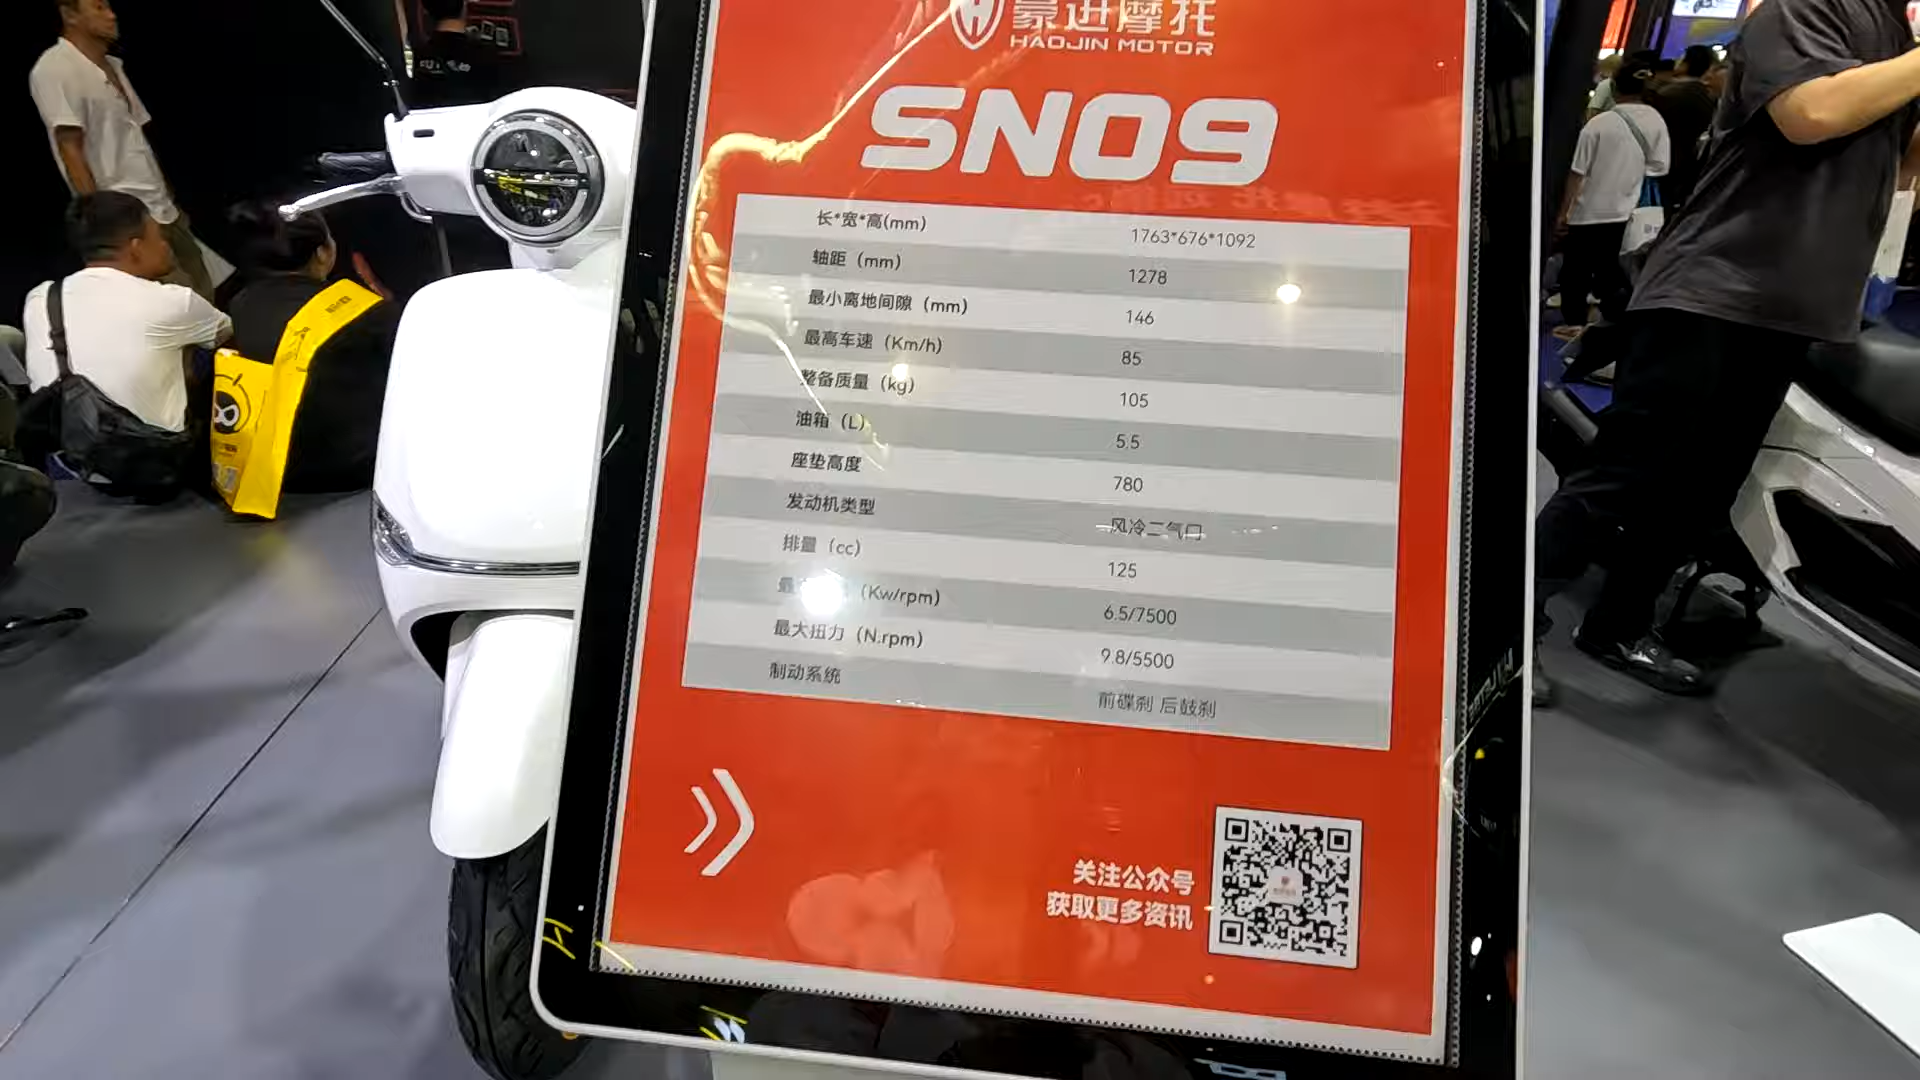 豪进摩托
HAOJIN MOTOR
SN09
长*宽*高(mm) 1763*676*1092
轴距（mm） 1278
最小离地间隙（mm） 146
最高车速（Km/h） 85
整备质量（kg） 105
油箱（L） 5.5
座垫高度 780
发动机类型 风冷二气门
排量（cc） 125
最（Kw/rpm） 6.5/7500
最大扭力（N.rpm） 9.8/5500
制动系统 前碟刹 后鼓刹
关注公众号
获取更多资讯